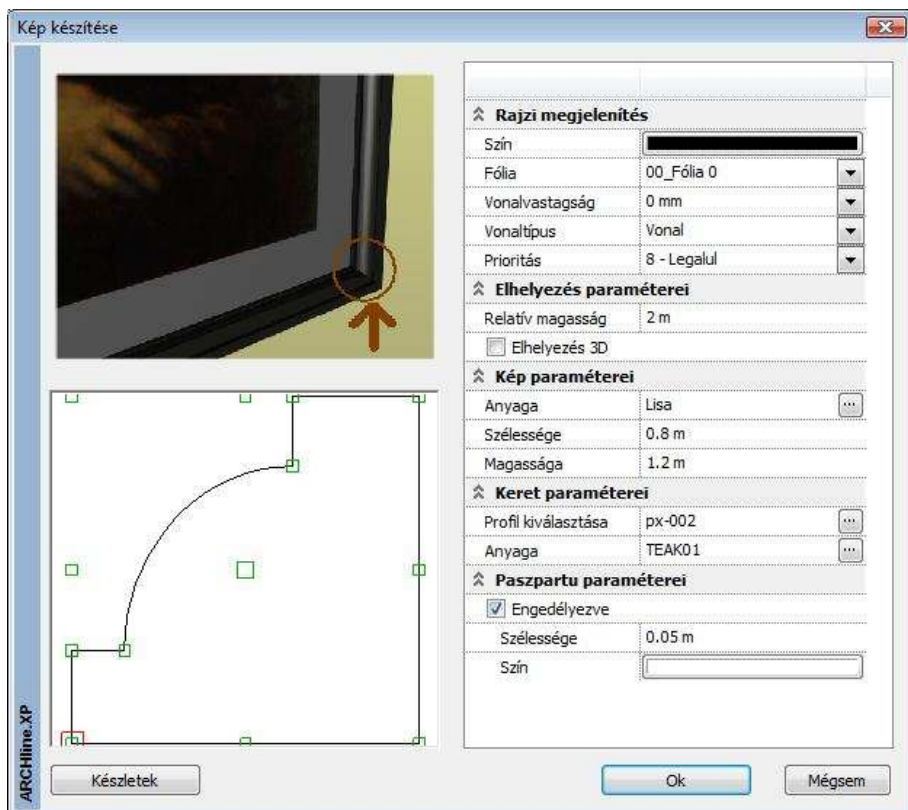 Kép készítése
Rajzi megjelenítés
Szín
Fólia 00_Fólia 0
Vonalvastagság 0 mm
Vonaltípus Vonal
Prioritás 8 - Legalul
Elhelyezés paraméterei
Relatív magasság 2 m
Elhelyezés 3D
Kép paraméterei
Anyaga Lisa ...
Szélessége 0.8 m
Magassága 1.2 m
Keret paraméterei
Profil kiválasztása px-002 ...
Anyaga TEAK01 ...
Paszpartu paraméterei
Engedélyezve
Szélessége 0.05 m
Szín
ARCHline.XP
Készletek Ok Mégsem